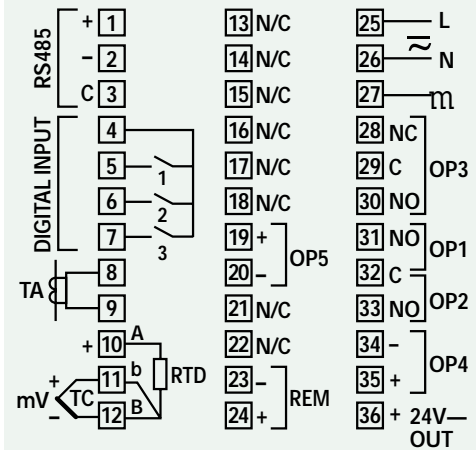 RS485
+ 1
- 2
C 3
DIGITAL INPUT
4
5
1
6
2
7
3
TA
8
9
+ 10 A
11 b
12 B
RTD
mV
+
-
TC
13 N/C
14 N/C
15 N/C
16 N/C
17 N/C
18 N/C
19 +
20 -
OP5
21 N/C
22 N/C
23 -
24 +
REM
25 L
26 N
27 m
28 NC
29 C
30 NO
OP3
31 NO
OP1
32 C
33 NO
OP2
34 -
35 +
OP4
36 + 24V—
OUT